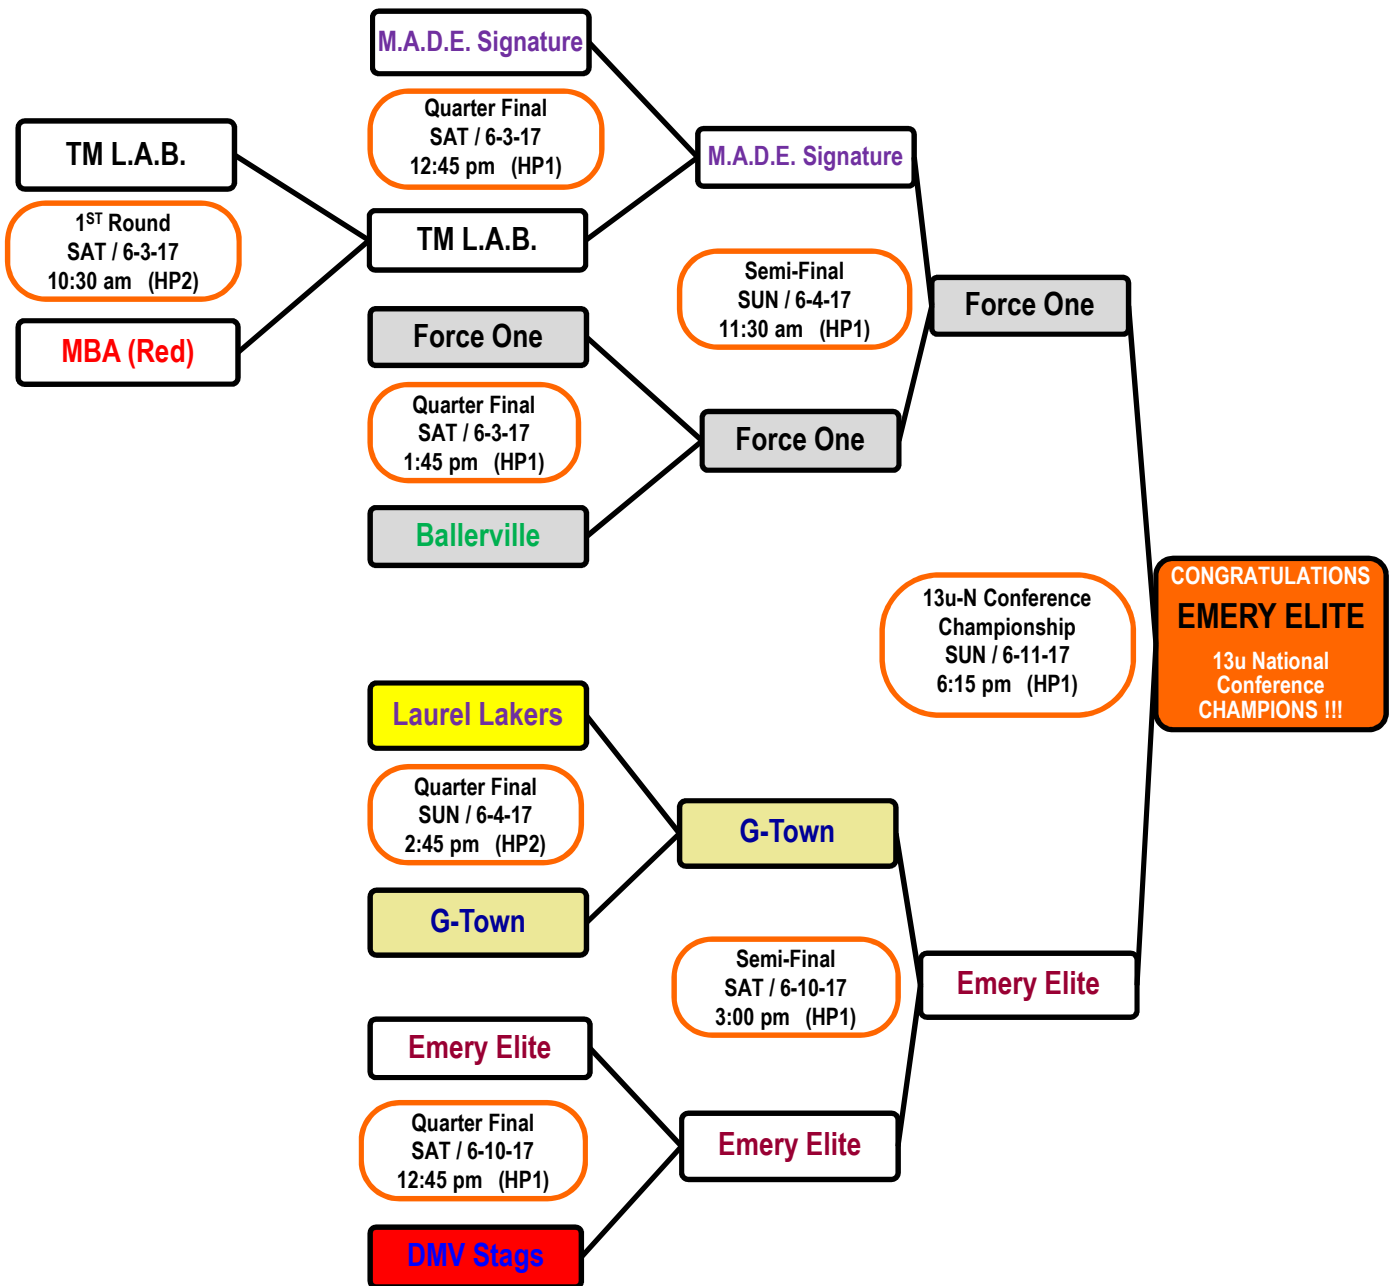 M.A.D.E. Signature
Quarter Final
SAT / 6-3-17
12:45 pm (HP1)
TM L.A.B.
M.A.D.E. Signature
1ST Round
SAT / 6-3-17
10:30 am (HP2)
TM L.A.B.
MBA (Red)
Semi-Final
SUN / 6-4-17
11:30 am (HP1)
Force One
Force One
Quarter Final
SAT / 6-3-17
1:45 pm (HP1)
Force One
Ballerville
13u-N Conference
Championship
SUN / 6-11-17
6:15 pm (HP1)
CONGRATULATIONS
EMERY ELITE
13u National
Conference
CHAMPIONS !!!
Laurel Lakers
Quarter Final
SUN / 6-4-17
2:45 pm (HP2)
G-Town
G-Town
Semi-Final
SAT / 6-10-17
3:00 pm (HP1)
Emery Elite
Emery Elite
Quarter Final
SAT / 6-10-17
12:45 pm (HP1)
Emery Elite
DMV Stags